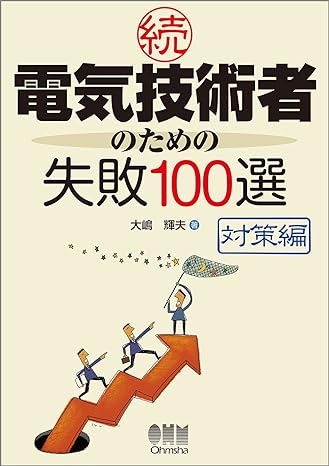 続
電気技術者
のための
失敗100選
大嶋 輝夫 著
対策編
OHM
Ohmsha